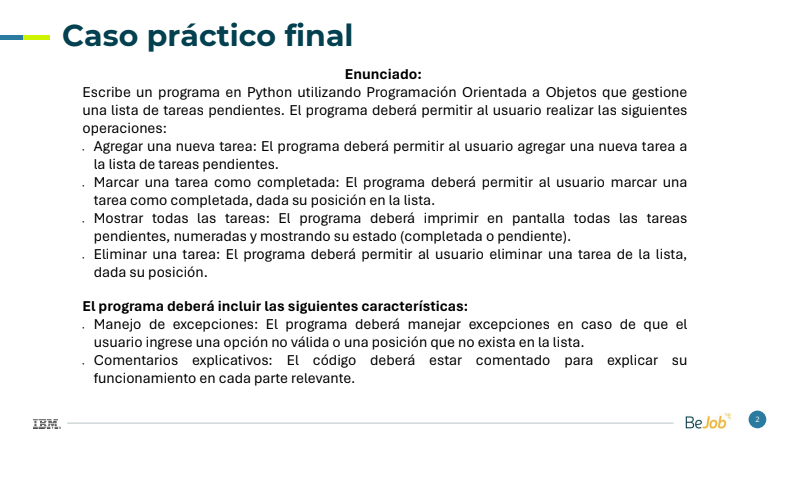 Caso práctico final
Enunciado:
Escribe un programa en Python utilizando Programación Orientada a Objetos que gestione
una lista de tareas pendientes. El programa deberá permitir al usuario realizar las siguientes
operaciones:
. Agregar una nueva tarea: El programa deberá permitir al usuario agregar una nueva tarea a
la lista de tareas pendientes.
. Marcar una tarea como completada: El programa deberá permitir al usuario marcar una
tarea como completada, dada su posición en la lista.
. Mostrar todas las tareas: El programa deberá imprimir en pantalla todas las tareas
pendientes, numeradas y mostrando su estado (completada o pendiente).
. Eliminar una tarea: El programa deberá permitir al usuario eliminar una tarea de la lista,
dada su posición.
El programa deberá incluir las siguientes características:
. Manejo de excepciones: El programa deberá manejar excepciones en caso de que el
usuario ingrese una opción no válida o una posición que no exista en la lista.
. Comentarios explicativos: El código deberá estar comentado para explicar su
funcionamiento en cada parte relevante.
IBM.
BeJob
2